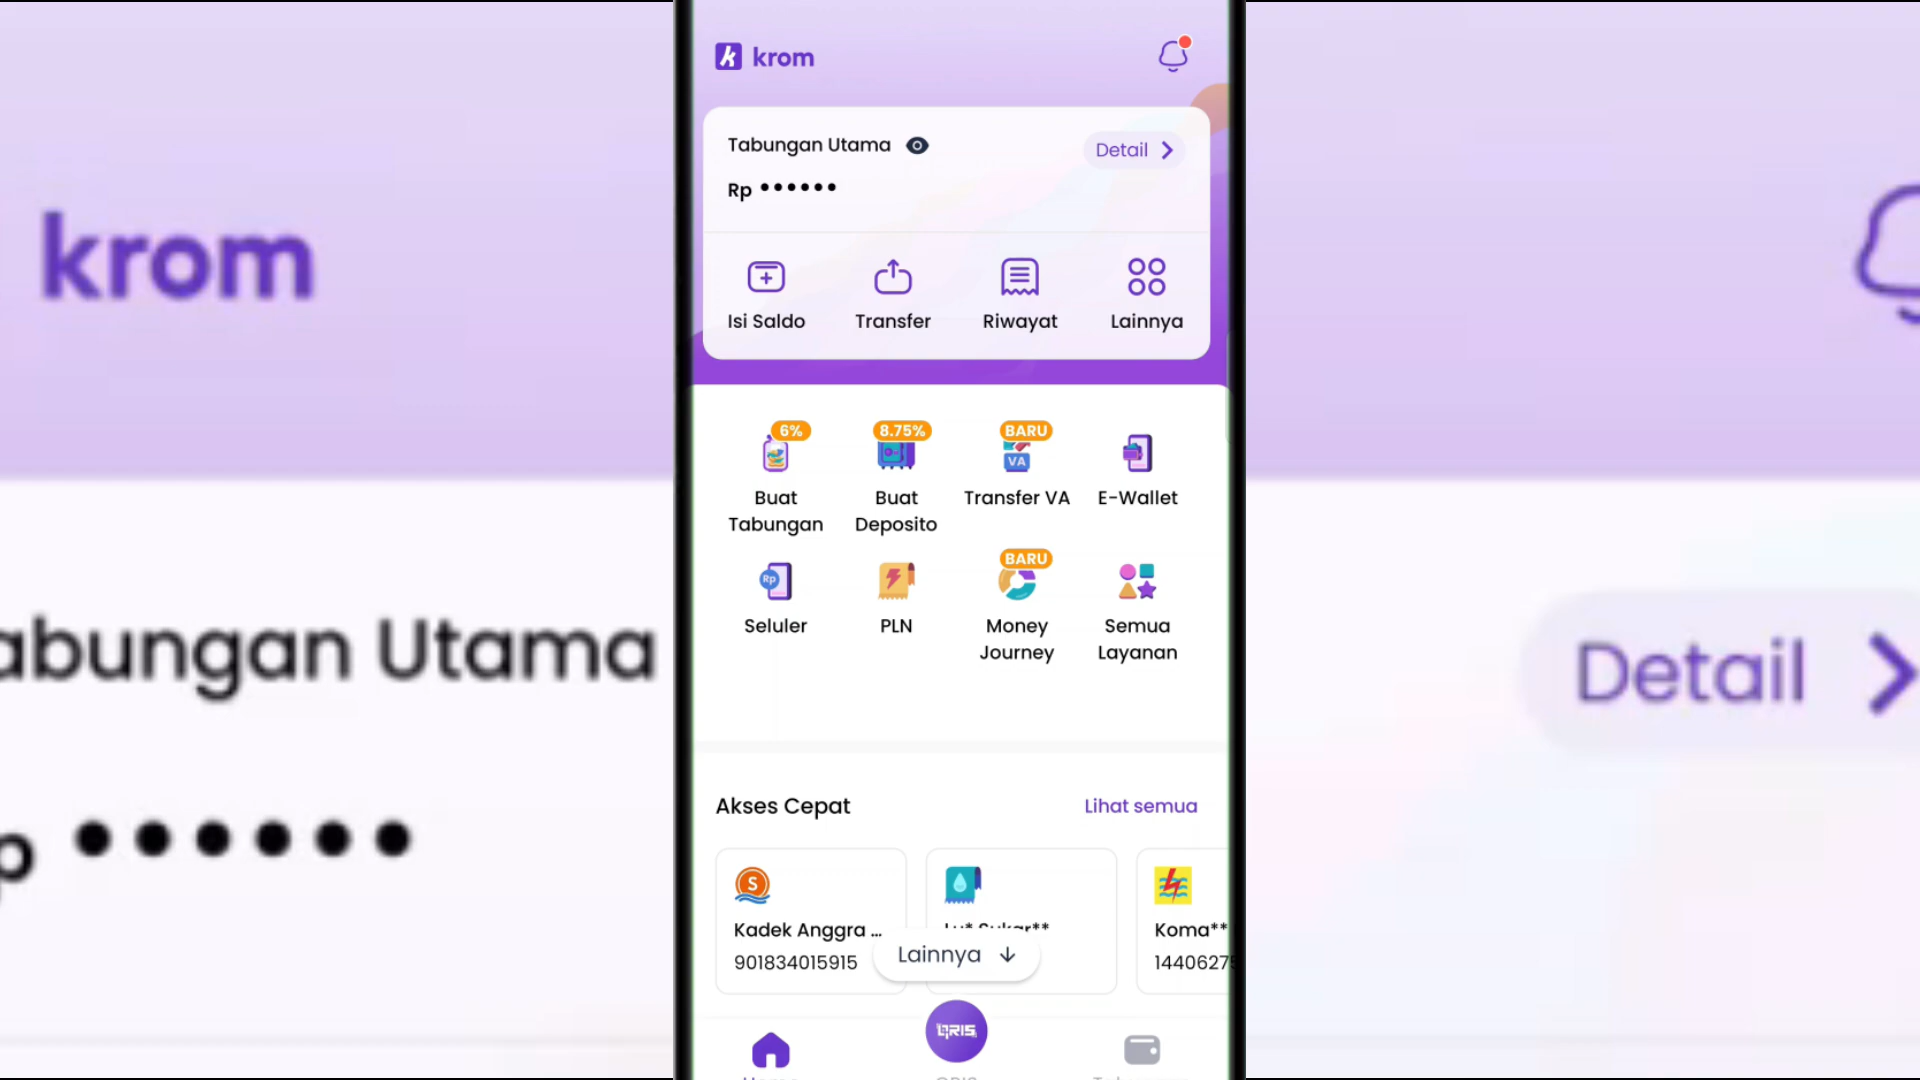 krom
Tabungan Utama
Detail
Rp ••••••
Isi Saldo
Transfer
Riwayat
Lainnya
6%
Buat
Tabungan
8.75%
Buat
Deposito
BARU
VA
Transfer VA
E-Wallet
Rp
Seluler
PLN
BARU
Money
Journey
Semua
Layanan
Akses Cepat
Lihat semua
S
Kadek Anggra ...
901834015915
Koma**
Lainnya
QRIS
krom
abungan Utama
Detail
p ••••••